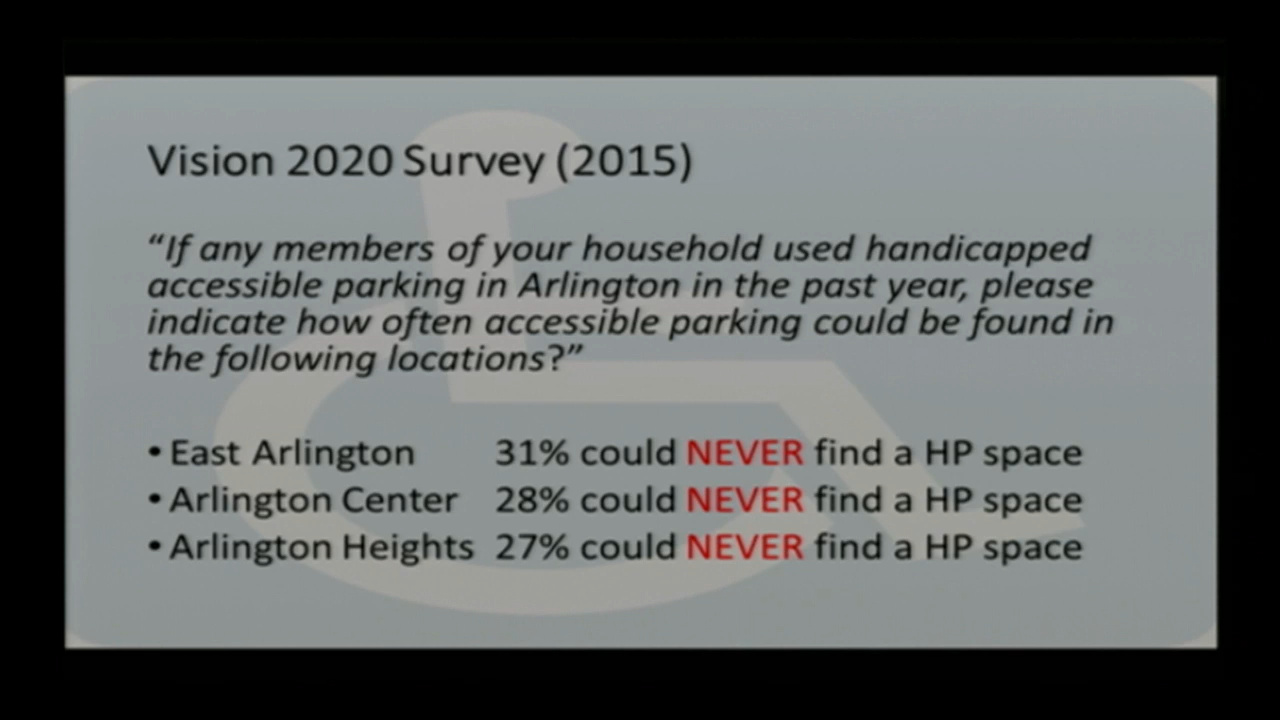 Vision 2020 Survey (2015)
“If any members of your household used handicapped
accessible parking in Arlington in the past year, please
indicate how often accessible parking could be found in
the following locations?”
• East Arlington 31% could NEVER find a HP space
• Arlington Center 28% could NEVER find a HP space
• Arlington Heights 27% could NEVER find a HP space